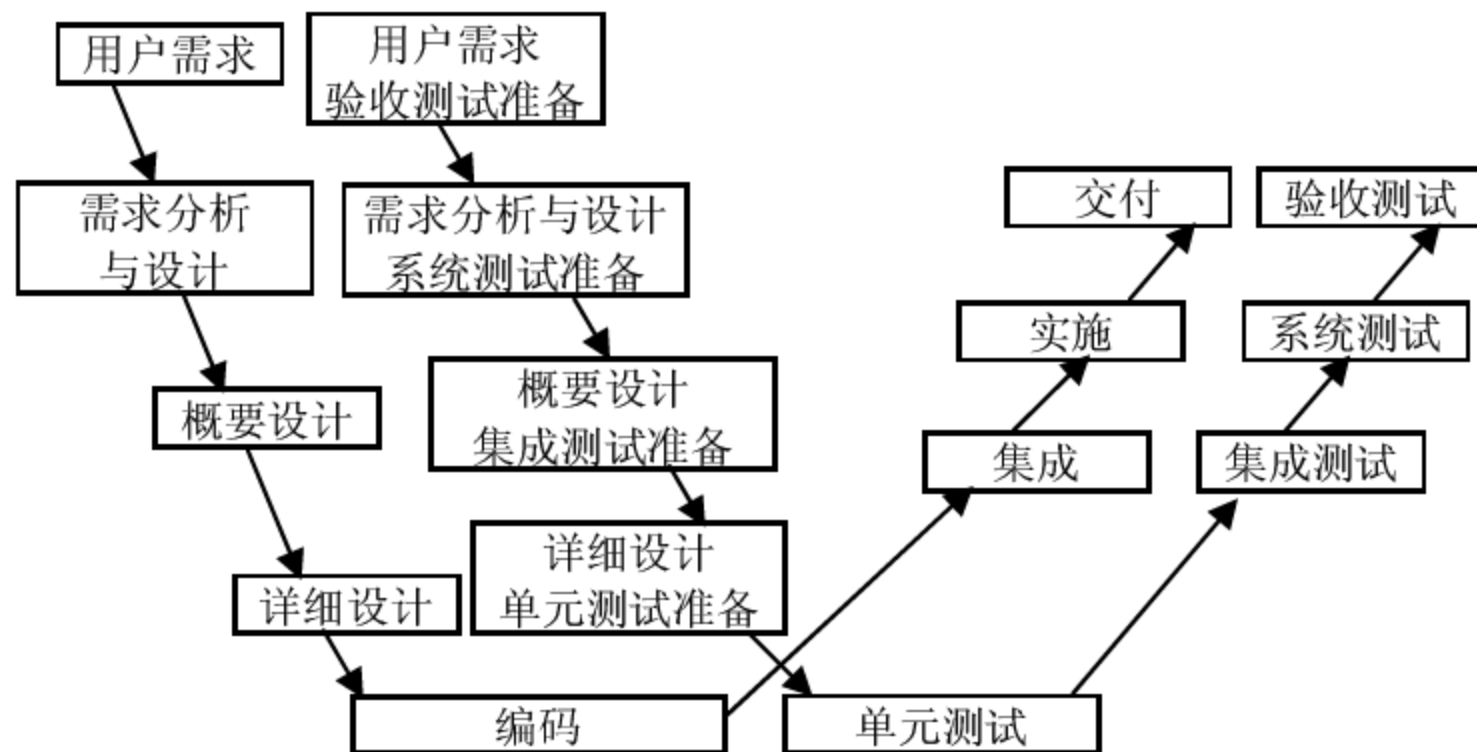 用户需求
用户需求
验收测试准备
需求分析
与设计
需求分析与设计
系统测试准备
交付
验收测试
实施
系统测试
概要设计
概要设计
集成测试准备
集成
集成测试
详细设计
详细设计
单元测试准备
编码
单元测试